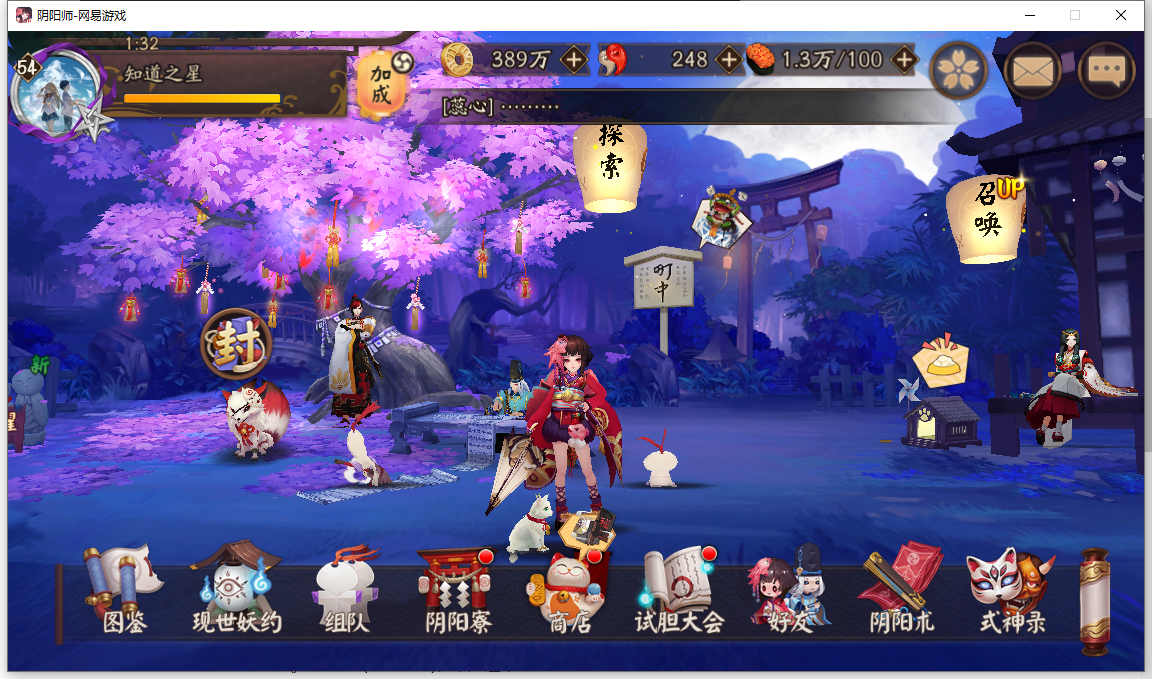 阴阳师-网易游戏
1:32
54
知道之星
加成
389万
248
1.3万/100
[蕊心] ·········
探索
召唤
UP
町中
封
新
图鉴
现世妖约
组队
阴阳寮
商店
试胆大会
好友
阴阳术
式神录